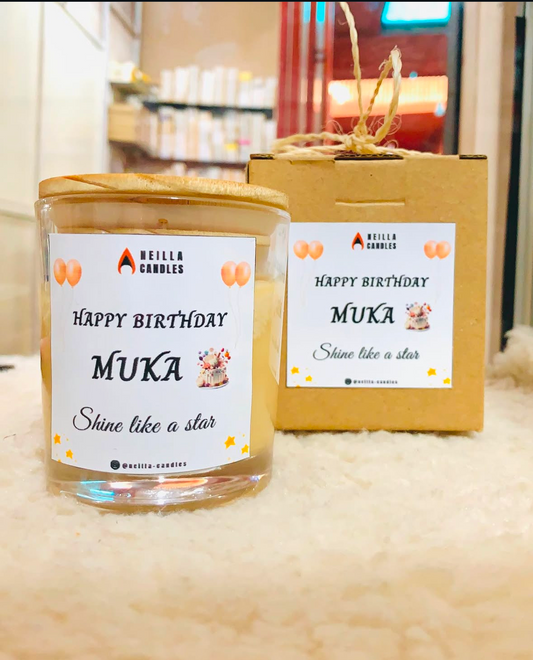 NEILLA
CANDLES
HAPPY BIRTHDAY
MUKA
Shine like a star
@neilla-candles
NEILLA
CANDLES
HAPPY BIRTHDAY
MUKA
Shine like a star
@neilla-candles